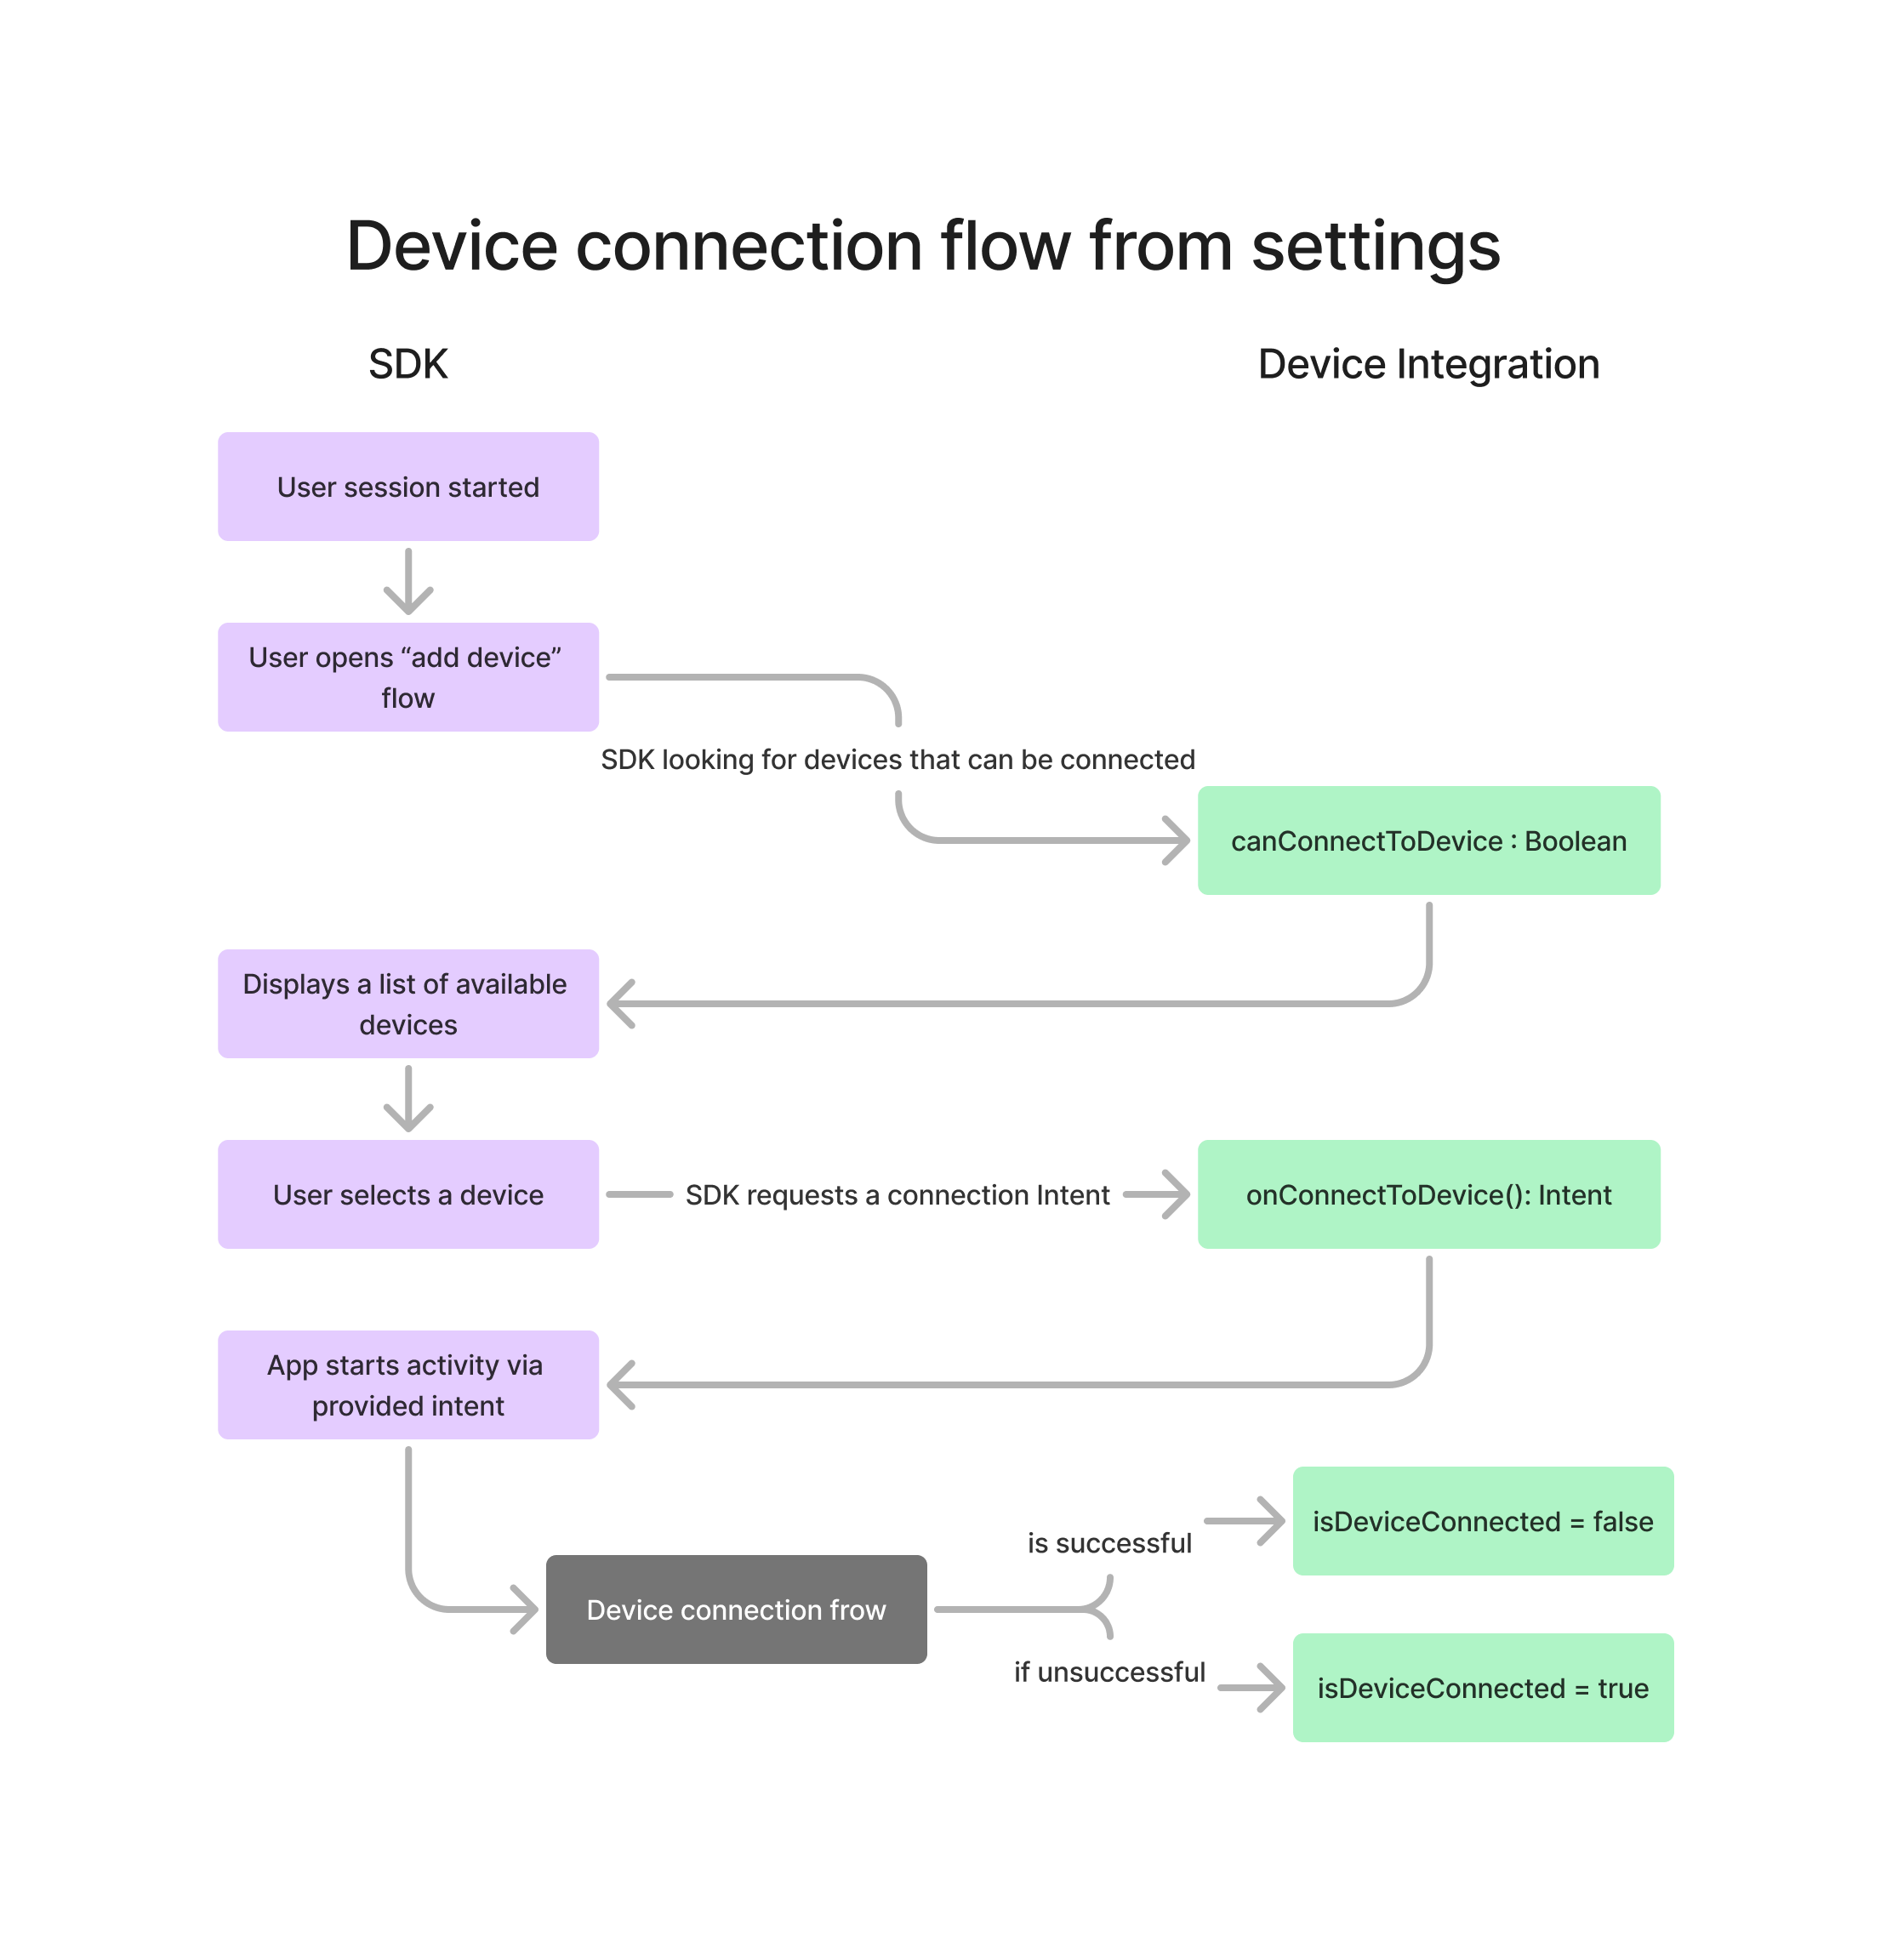 Device connection flow from settings
SDK
Device Integration
User session started
User opens “add device”
flow
SDK looking for devices that can be connected
canConnectToDevice : Boolean
Displays a list of available
devices
User selects a device
SDK requests a connection Intent
onConnectToDevice(): Intent
App starts activity via
provided intent
Device connection frow
is successful
isDeviceConnected = false
if unsuccessful
isDeviceConnected = true